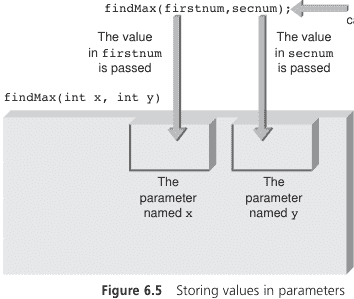 findMax(firstnum,secnum);
ca
The value
in firstnum
is passed
The value
in secnum
is passed
findMax(int x, int y)
The
parameter
named x
The
parameter
named y
Figure 6.5 Storing values in parameters